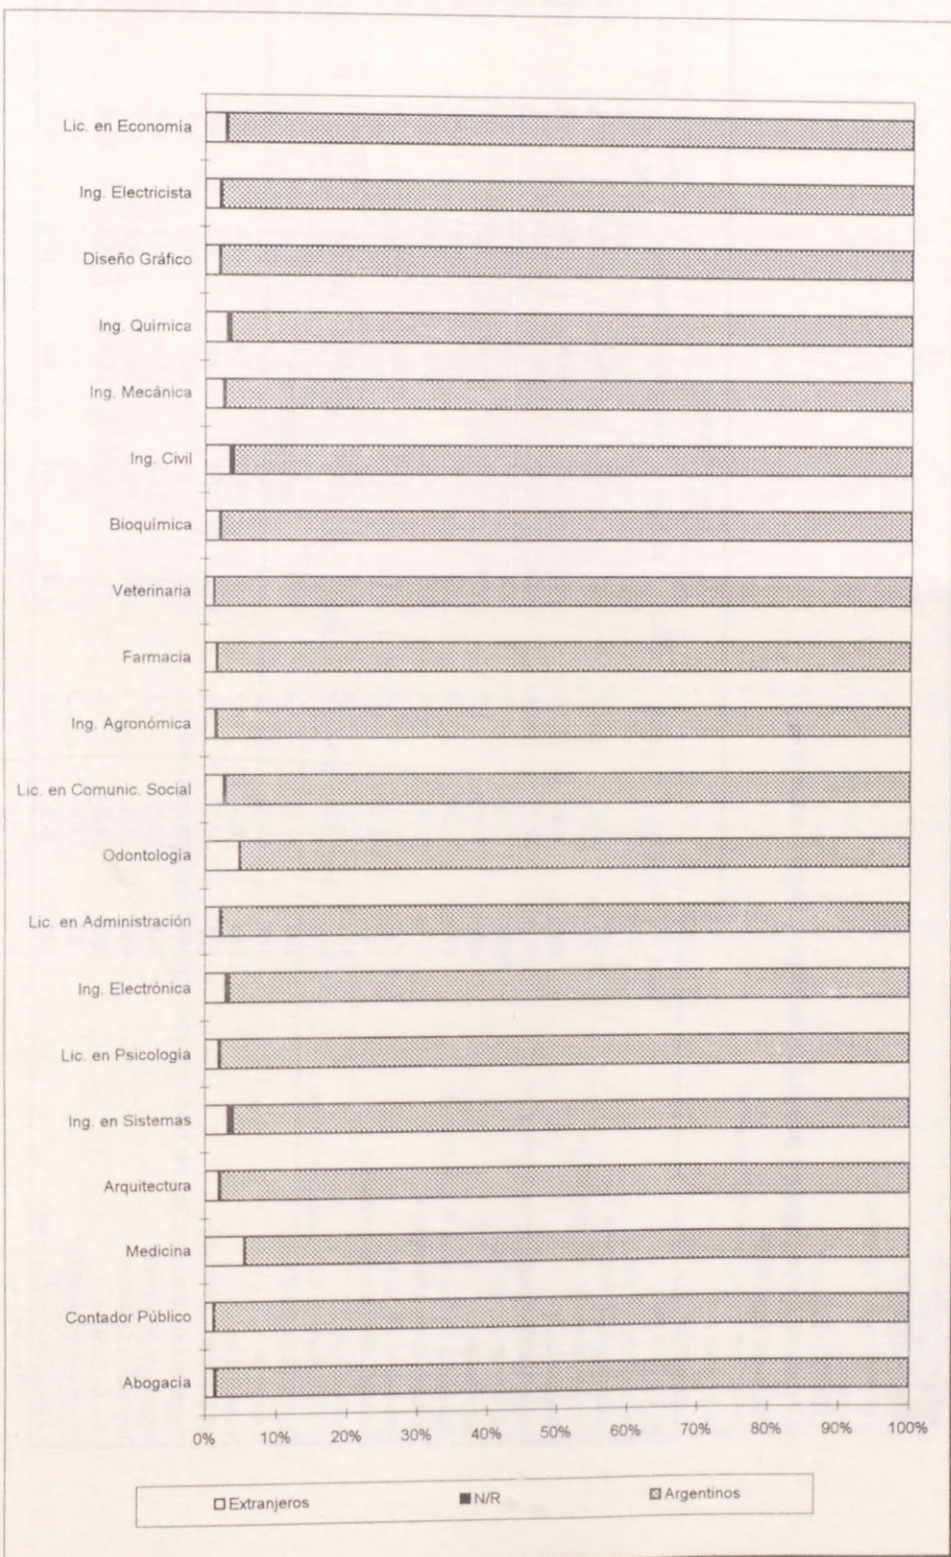 Lic. en Economía
Ing. Electricista
Diseño Gráfico
Ing. Química
Ing. Mecánica
Ing. Civil
Bioquímica
Veterinaria
Farmacia
Ing. Agronómica
Lic. en Comunic. Social
Odontología
Lic. en Administración
Ing. Electrónica
Lic. en Psicología
Ing. en Sistemas
Arquitectura
Medicina
Contador Público
Abogacía
0% 10% 20% 30% 40% 50% 60% 70% 80% 90% 100%
Extranjeros N/R Argentinos